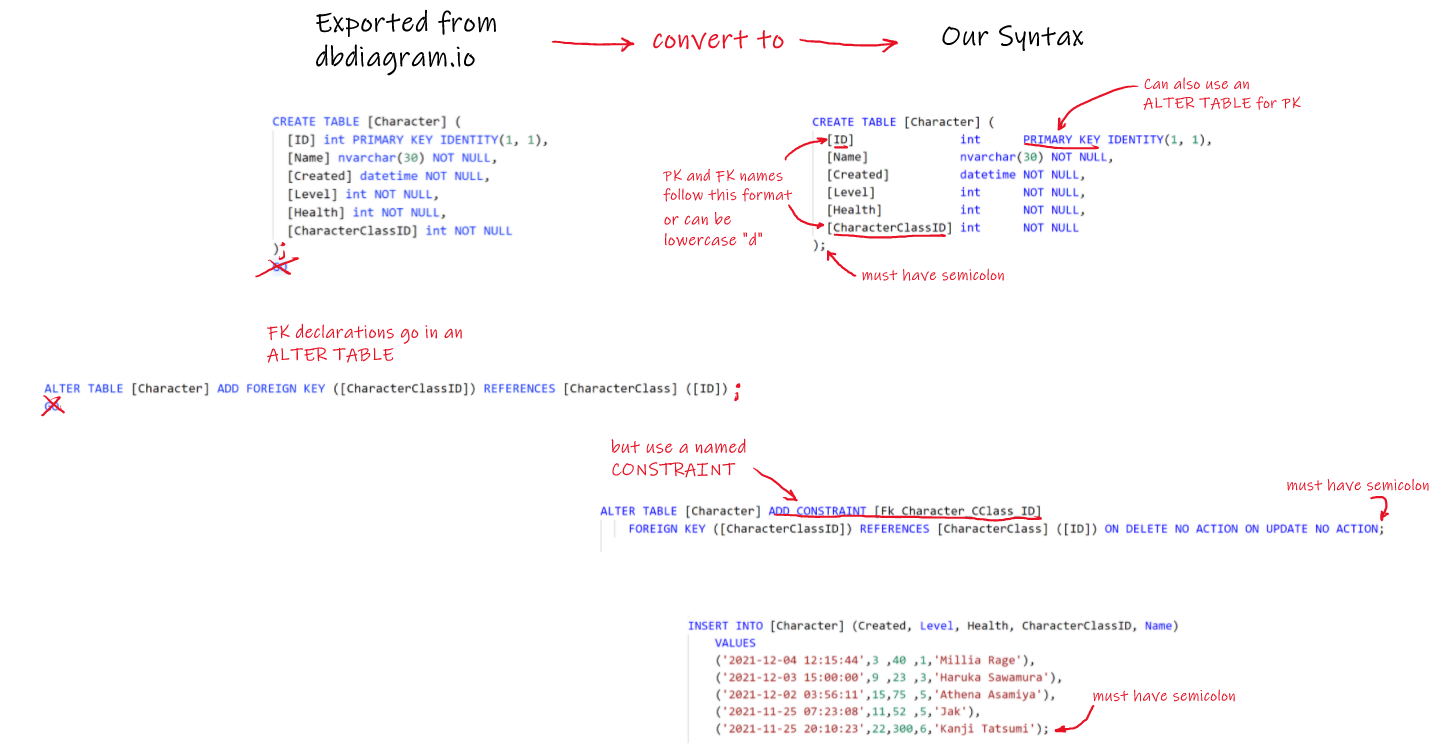 Exported from
dbdiagram.io
convert to
Our Syntax
Can also use an
ALTER TABLE for PK
CREATE TABLE [Character] (
[ID] int PRIMARY KEY IDENTITY(1, 1),
[Name] nvarchar(30) NOT NULL,
[Created] datetime NOT NULL,
[Level] int NOT NULL,
[Health] int NOT NULL,
[CharacterClassID] int NOT NULL
);
GO
PK and FK names
follow this format
or can be
lowercase "d"
CREATE TABLE [Character] (
[ID] int PRIMARY KEY IDENTITY(1, 1),
[Name] nvarchar(30) NOT NULL,
[Created] datetime NOT NULL,
[Level] int NOT NULL,
[Health] int NOT NULL,
[CharacterClassID] int NOT NULL
);
must have semicolon
FK declarations go in an
ALTER TABLE
ALTER TABLE [Character] ADD FOREIGN KEY ([CharacterClassID]) REFERENCES [CharacterClass] ([ID]) ;
GO
but use a named
CONSTRAINT
must have semicolon
ALTER TABLE [Character] ADD CONSTRAINT [Fk_Character_CClass_ID]
FOREIGN KEY ([CharacterClassID]) REFERENCES [CharacterClass] ([ID]) ON DELETE NO ACTION ON UPDATE NO ACTION;
INSERT INTO [Character] (Created, Level, Health, CharacterClassID, Name)
VALUES
('2021-12-04 12:15:44',3 ,40 ,1,'Millia Rage'),
('2021-12-03 15:00:00',9 ,23 ,3,'Haruka Sawamura'),
('2021-12-02 03:56:11',15,75 ,5,'Athena Asamiya'),
('2021-11-25 07:23:08',11,52 ,5,'Jak'),
('2021-11-25 20:10:23',22,300,6,'Kanji Tatsumi');
must have semicolon